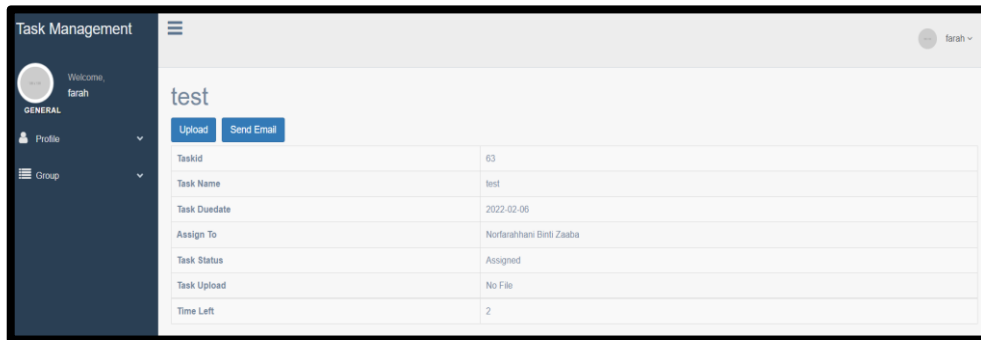 Task Management
farah
Welcome,
farah
GENERAL
Profile
Group
test
Upload Send Email
Taskid 63
Task Name test
Task Duedate 2022-02-06
Assign To Norfarahhani Binti Zaaba
Task Status Assigned
Task Upload No File
Time Left 2